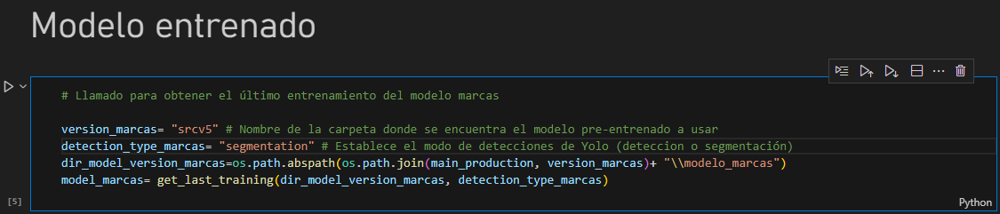 Modelo entrenado
# Llamado para obtener el último entrenamiento del modelo marcas
version_marcas= "srcv5" # Nombre de la carpeta donde se encuentra el modelo pre-entrenado a usar
detection_type_marcas= "segmentation" # Establece el modo de detecciones de Yolo (deteccion o segmentación)
dir_model_version_marcas=os.path.abspath(os.path.join(main_production, version_marcas)+ "\\modelo_marcas")
model_marcas= get_last_training(dir_model_version_marcas, detection_type_marcas)
[5]
Python